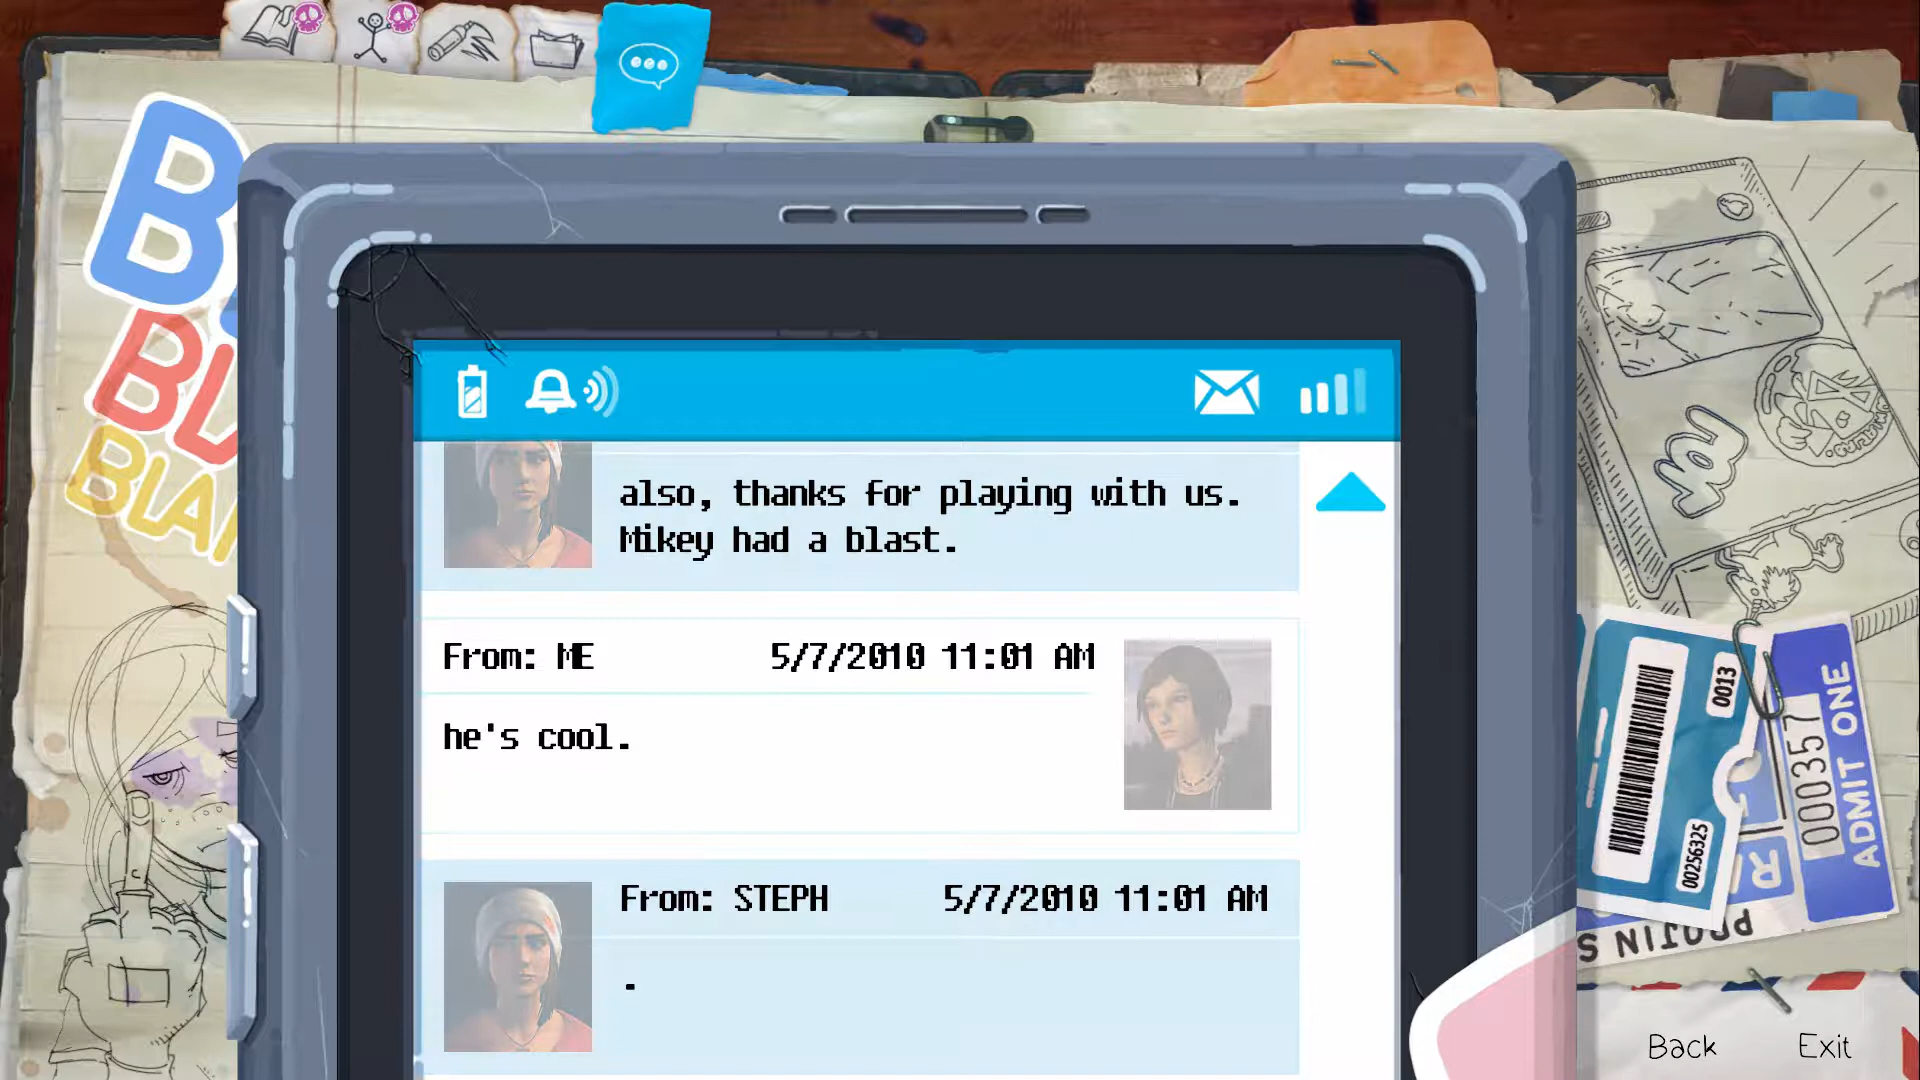 also, thanks for playing with us.
Mikey had a blast.
From: ME 5/7/2010 11:01 AM
he's cool.
From: STEPH 5/7/2010 11:01 AM
.
0013
00256325
000357
ADMIT ONE
Back
Exit